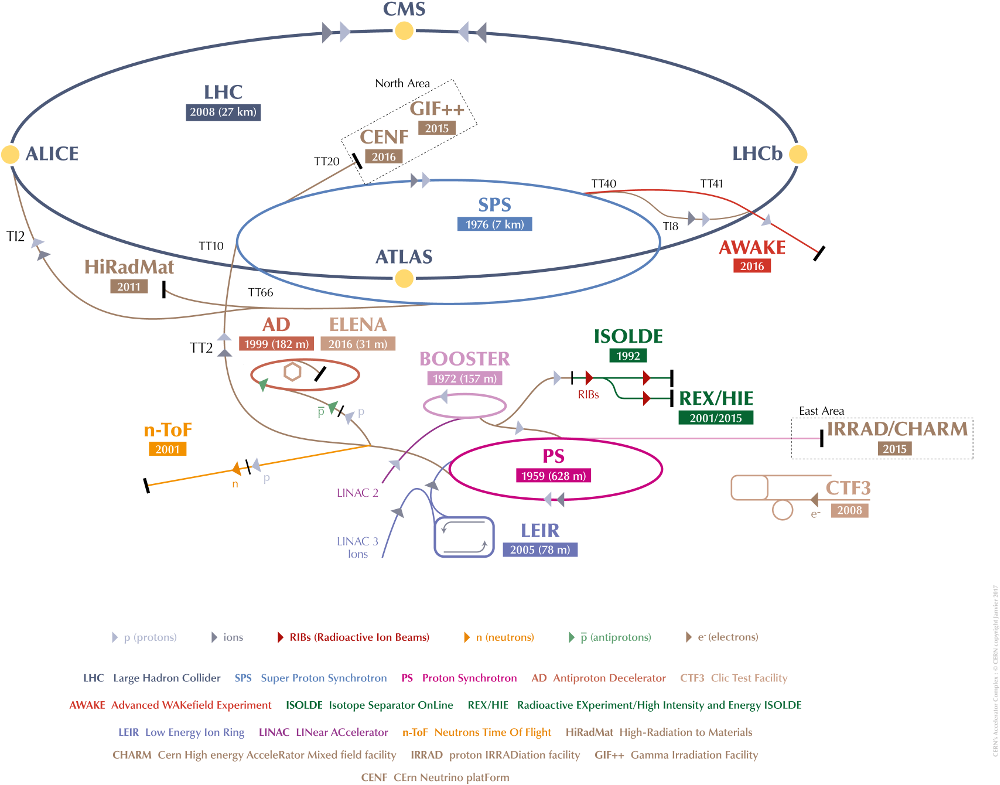 CMS
LHC
2008 (27 km)
North Area
GIF++
2015
CENF
2016
TT20
ALICE
LHCb
TT40
TT41
SPS
1976 (7 km)
TI8
TI2
TT10
ATLAS
AWAKE
2016
HiRadMat
2011
TT66
AD
1999 (182 m)
ELENA
2016 (31 m)
TT2
BOOSTER
1972 (157 m)
ISOLDE
1992
RIBs
REX/HIE
2001/2015
p̅
p
East Area
IRRAD/CHARM
2015
n-ToF
2001
n
p
PS
1959 (628 m)
LINAC 2
CTF3
2008
e-
LINAC 3
Ions
LEIR
2005 (78 m)
p (protons) ions RIBs (Radioactive Ion Beams) n (neutrons) p̅ (antiprotons) e- (electrons)
LHC Large Hadron Collider SPS Super Proton Synchrotron PS Proton Synchrotron AD Antiproton Decelerator CTF3 Clic Test Facility
AWAKE Advanced WAKefield Experiment ISOLDE Isotope Separator OnLine REX/HIE Radioactive EXperiment/High Intensity and Energy ISOLDE
LEIR Low Energy Ion Ring LINAC LINear ACcelerator n-ToF Neutrons Time Of Flight HiRadMat High-Radiation to Materials
CHARM Cern High energy AcceleRator Mixed field facility IRRAD proton IRRADiation facility GIF++ Gamma Irradiation Facility
CENF CErn Neutrino platForm
CERN's Accelerator Complex - © CERN copyright Janvier 2017